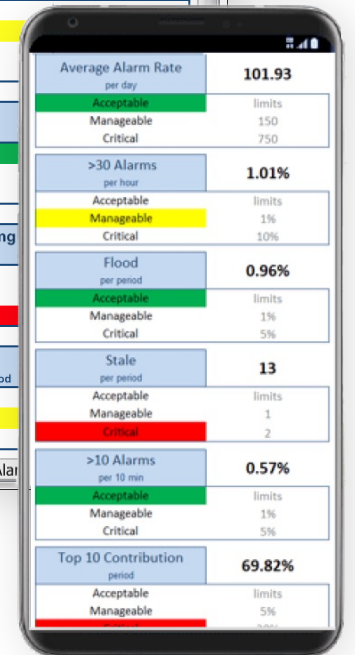 Average Alarm Rate 101.93
per day
Acceptable limits
Manageable 150
Critical 750
>30 Alarms 1.01%
per hour
Acceptable limits
Manageable 1%
Critical 10%
Flood 0.96%
per period
Acceptable limits
Manageable 1%
Critical 5%
ng
Stale 13
per period
Acceptable limits
Manageable 1
Critical 2
od
>10 Alarms 0.57%
per 10 min
Alar
Acceptable limits
Manageable 1%
Critical 5%
Top 10 Contribution 69.82%
period
Acceptable limits
Manageable 5%